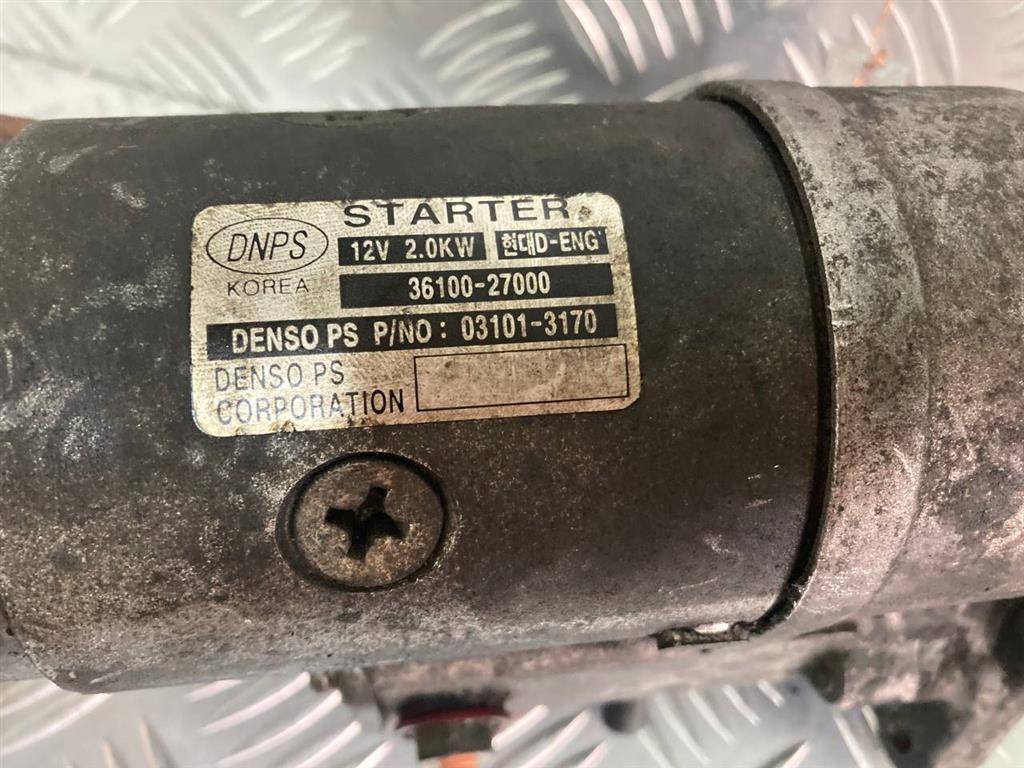 STARTER
DNPS
12V 2.0KW 현대D-ENG'
KOREA
36100-27000
DENSO PS P/NO: 03101-3170
DENSO PS
CORPORATION